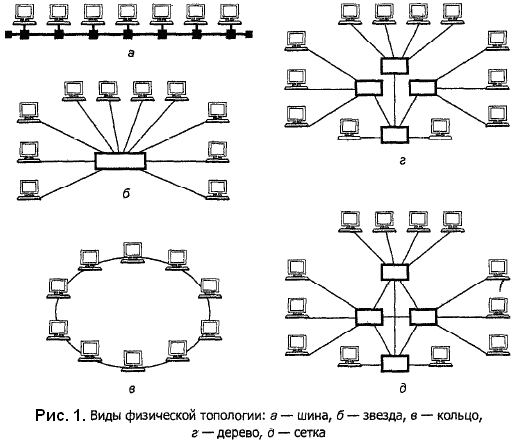 а
б
г
в
д
Рис. 1. Виды физической топологии: а — шина, б — звезда, в — кольцо,
г — дерево, д — сетка